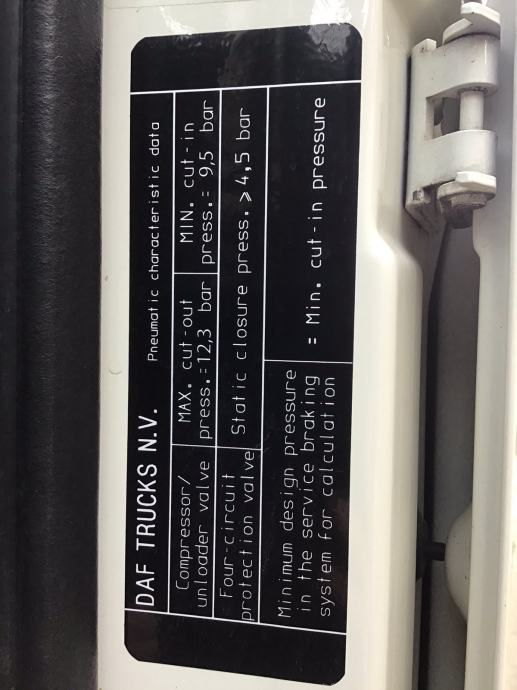 DAF TRUCKS N.V. Pneumatic characteristic data
Compressor/
unloader valve
MAX. cut-out
press.=12,3 bar
MIN. cut-in
press.= 9,5 bar
Four-circuit
protection valve
Static closure press. ⩾4,5 bar
Minimum design pressure
in the service braking
system for calculation
= Min. cut-in pressure